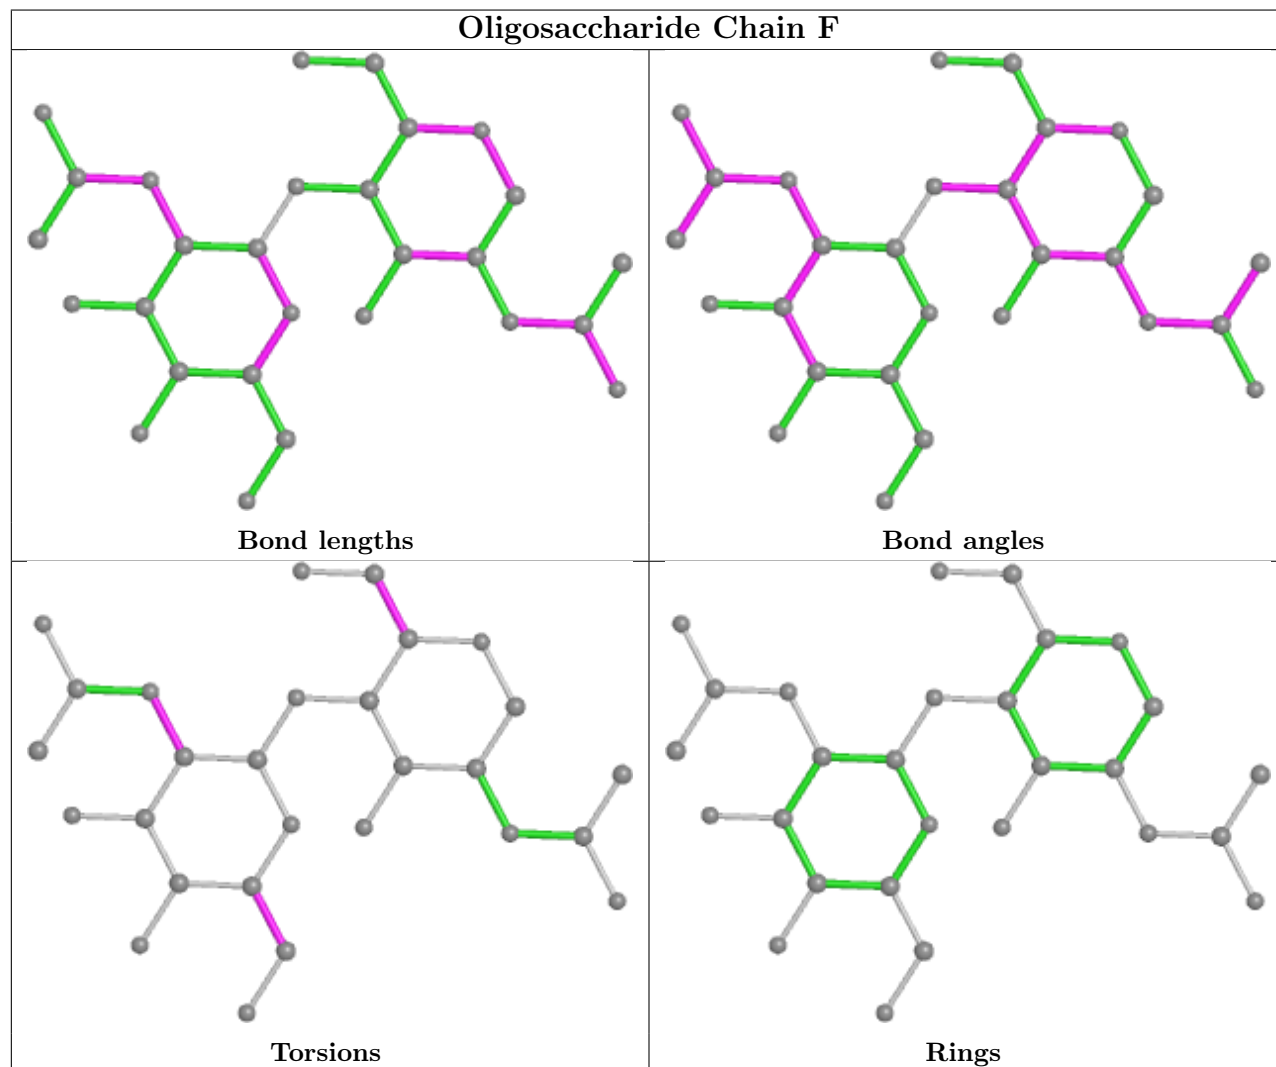 Oligosaccharide Chain F
Bond lengths
Bond angles
Torsions
Rings